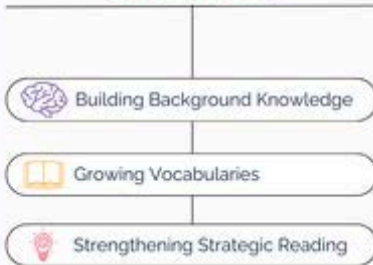 Building Background Knowledge
Growing Vocabularies
Strengthening Strategic Reading